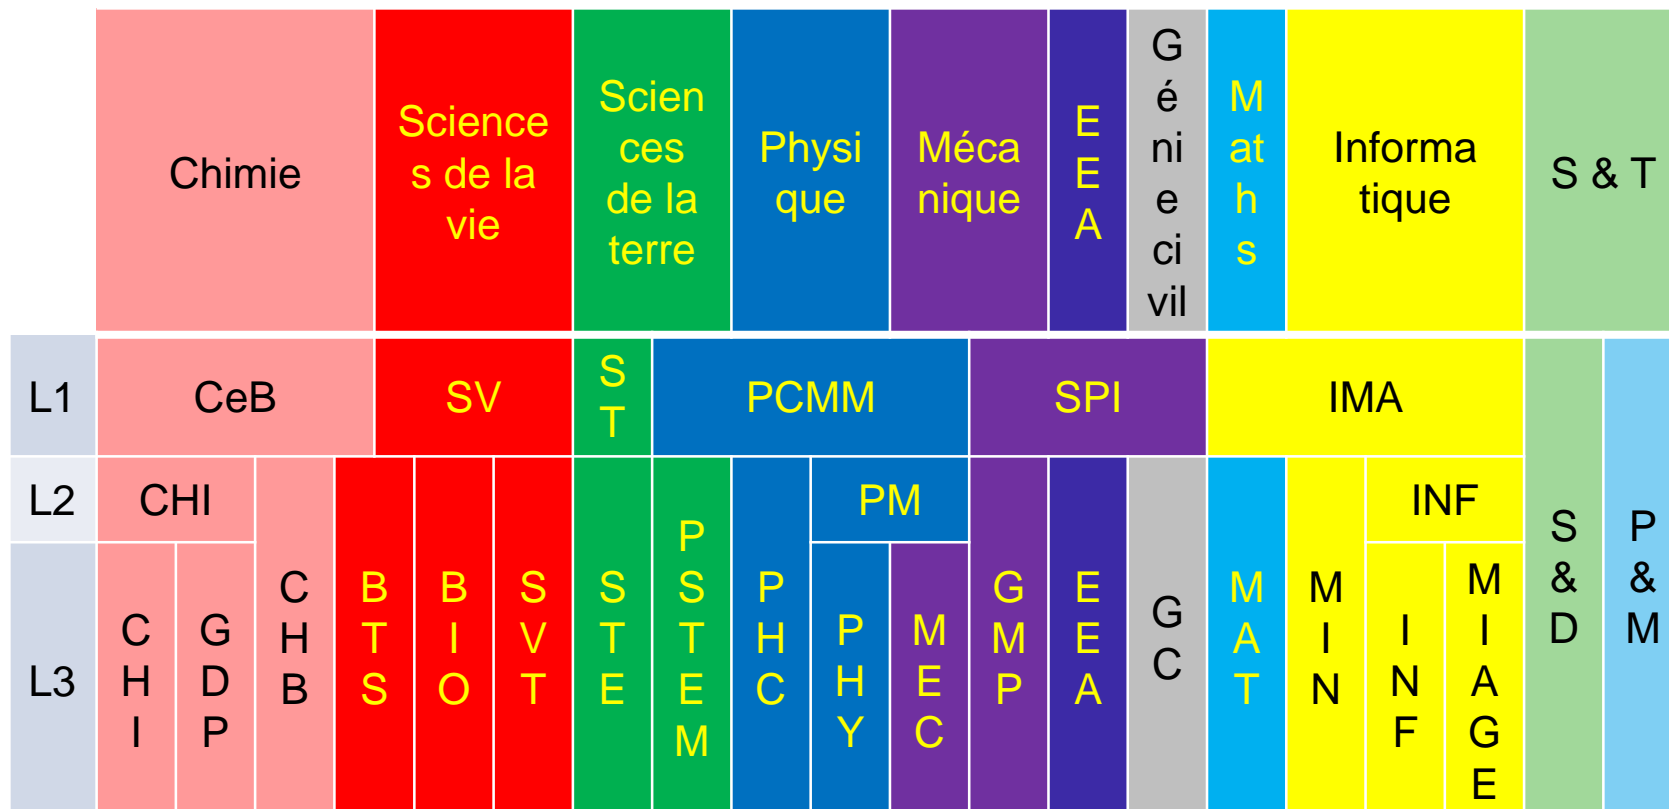 Chimie
Science
s de la
vie
Scien
ces
de la
terre
Physi
que
Méca
nique
E
E
A
G
é
ni
e
ci
vil
M
at
h
s
Informa
tique
S & T
L1
CeB
SV
S
T
PCMM
SPI
IMA
S
&
D
P
&
M
L2
CHI
C
H
B
B
T
S
B
I
O
S
V
T
S
T
E
P
S
T
E
M
P
H
C
PM
G
M
P
E
E
A
G
C
M
A
T
M
I
N
INF
L3
C
H
I
G
D
P
P
H
Y
M
E
C
I
N
F
M
I
A
G
E